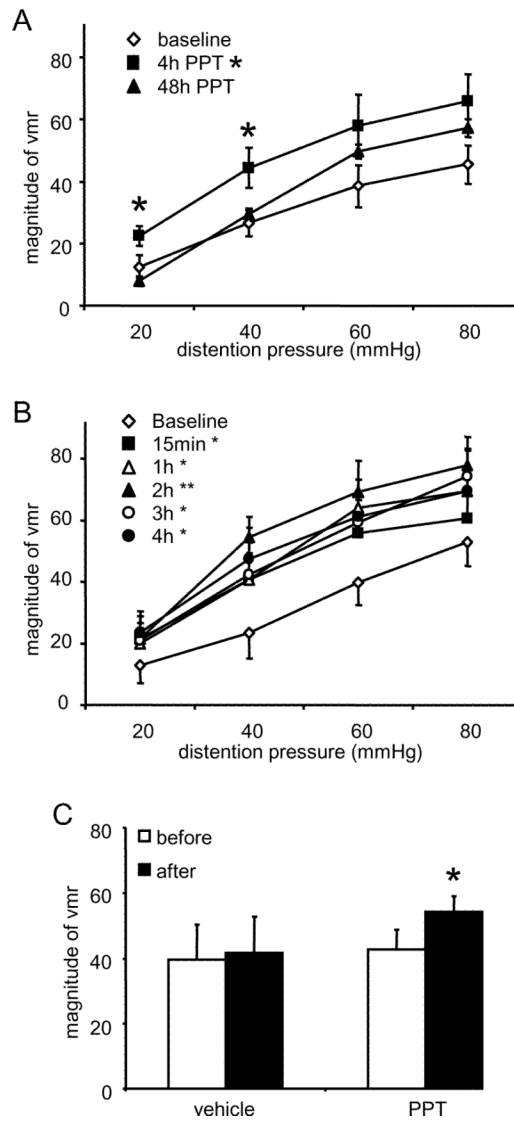 A
baseline
4h PPT *
48h PPT
*
*
80
60
40
20
0
magnitude of vmr
20 40 60 80
distention pressure (mmHg)
B
Baseline
15min *
1h *
2h **
3h *
4h *
80
60
40
20
0
magnitude of vmr
20 40 60 80
distention pressure (mmHg)
C
before
after
*
80
60
40
20
0
magnitude of vmr
vehicle PPT